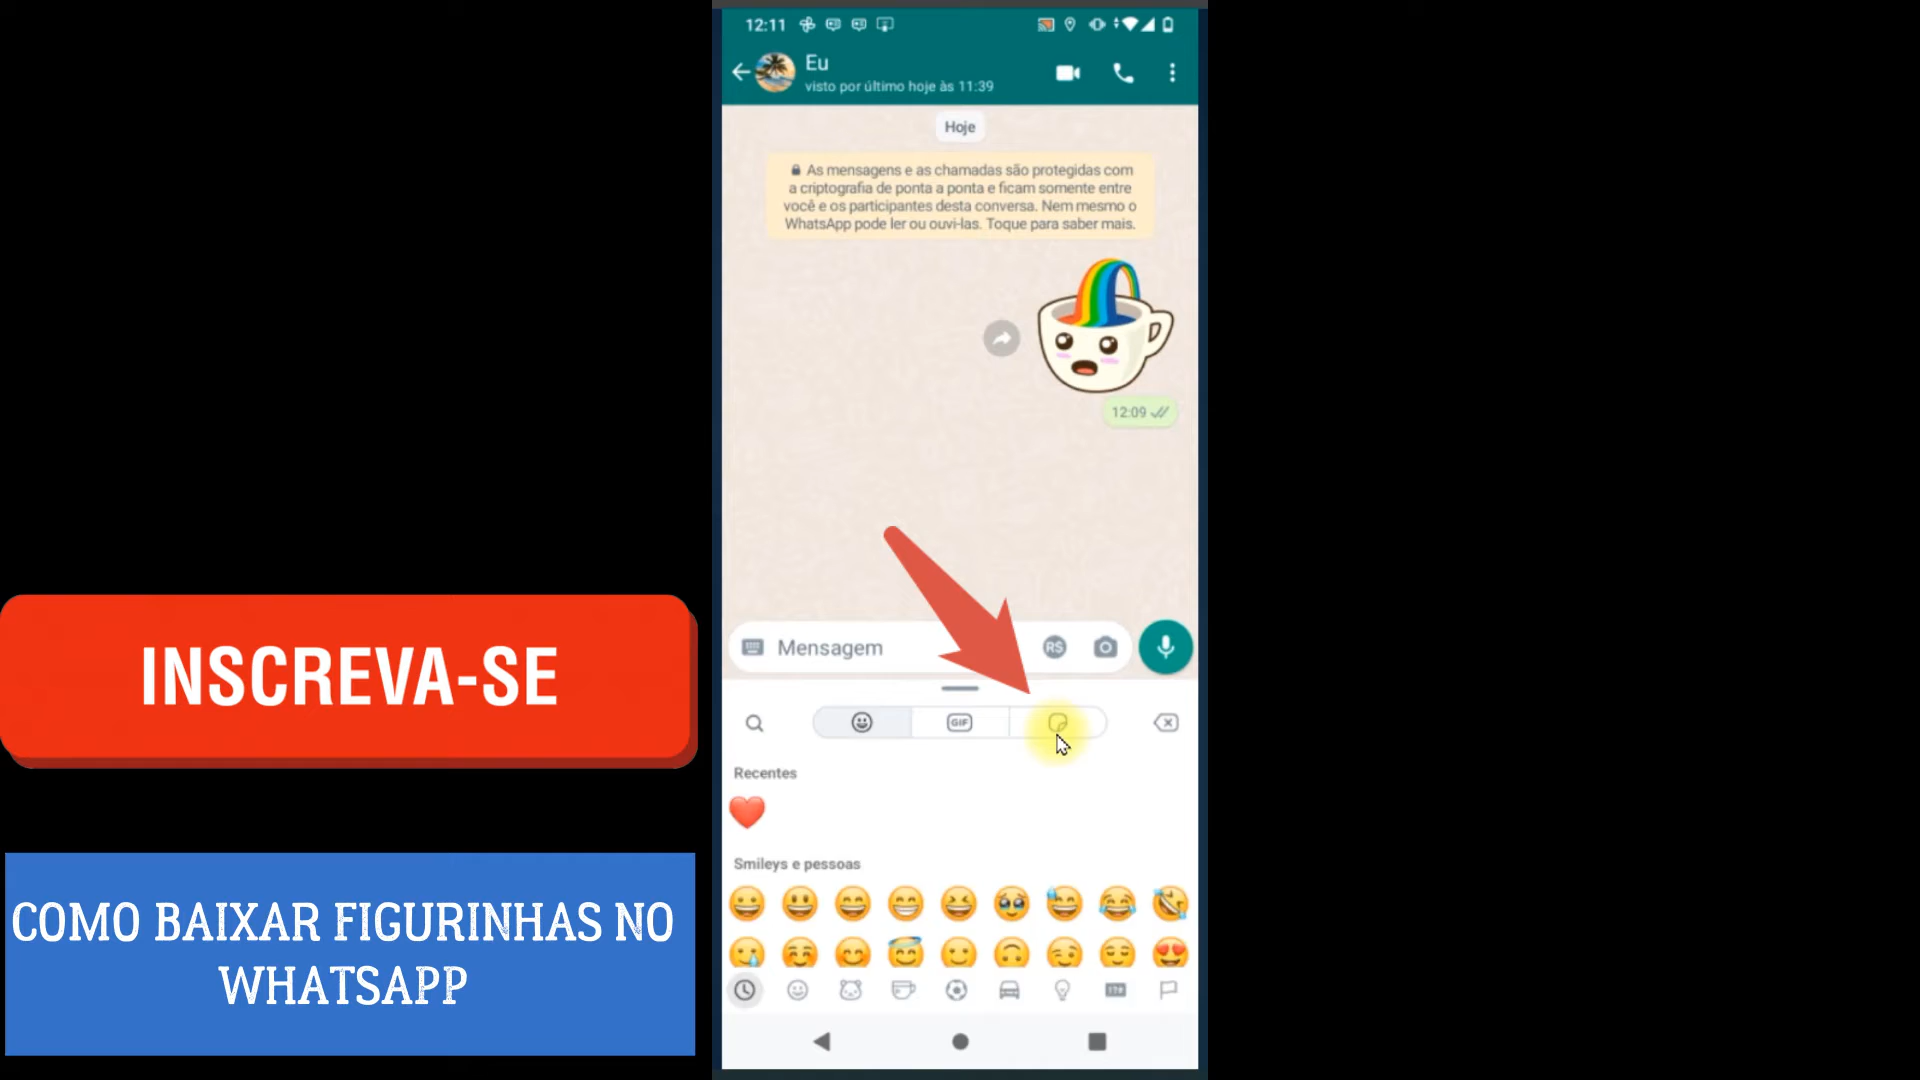 12:11
Eu
visto por último hoje às 11:39
Hoje
As mensagens e as chamadas são protegidas com
a criptografia de ponta a ponta e ficam somente entre
você e os participantes desta conversa. Nem mesmo o
WhatsApp pode ler ou ouvi-las. Toque para saber mais.
12:09
Mensagem
R$
GIF
Recentes
Smileys e pessoas
INSCREVA-SE
COMO BAIXAR FIGURINHAS NO
WHATSAPP